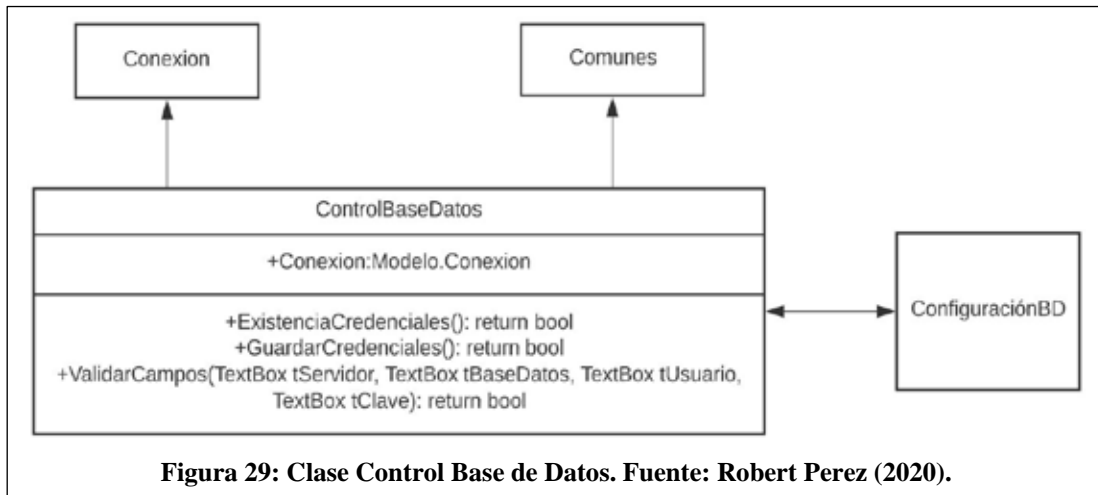 Conexion
Comunes
ControlBaseDatos
+Conexion:Modelo.Conexion
+ExistenciaCredenciales(): return bool
+GuardarCredenciales(): return bool
+ValidarCampos(TextBox tServidor, TextBox tBaseDatos, TextBox tUsuario,
TextBox tClave): return bool
ConfiguraciónBD
Figura 29: Clase Control Base de Datos. Fuente: Robert Perez (2020).